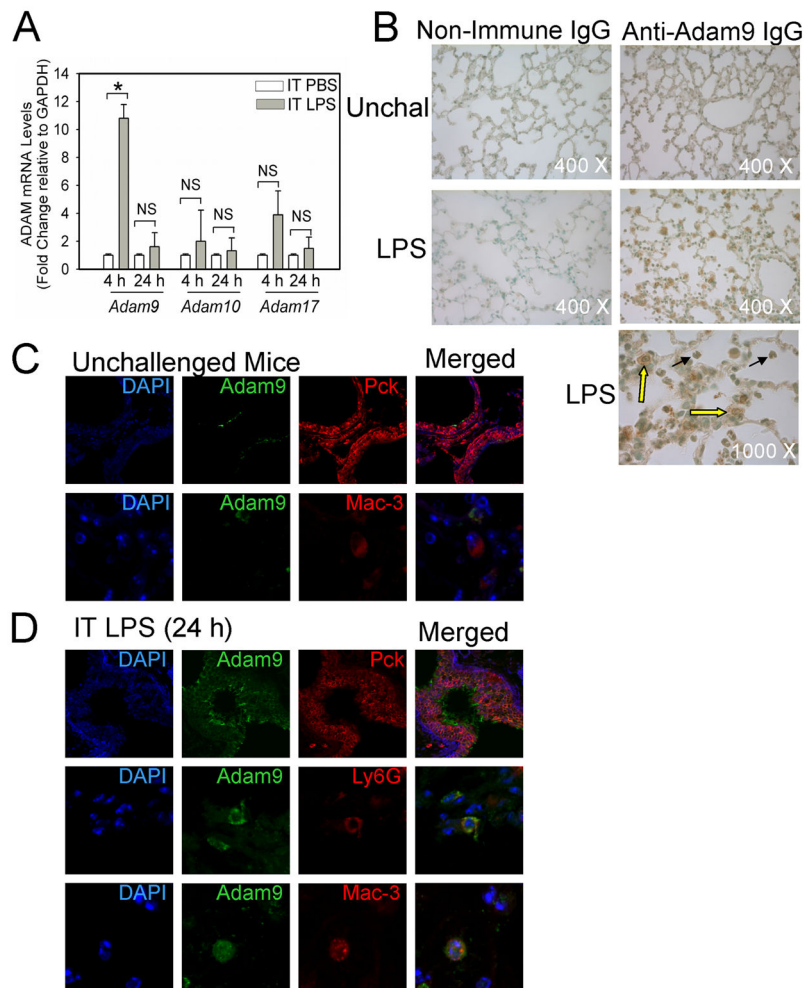 A
ADAM mRNA Levels
(Fold Change relative to GAPDH)
14
12
10
8
6
4
2
0
IT PBS
IT LPS
*
NS
NS
NS
NS
NS
4 h 24 h 4 h 24 h 4 h 24 h
Adam9 Adam10 Adam17
B
Non-Immune IgG Anti-Adam9 IgG
Unchal
400 X 400 X
LPS
400 X 400 X
LPS
1000 X
C
Unchallenged Mice Merged
DAPI Adam9 Pck
DAPI Adam9 Mac-3
D
IT LPS (24 h) Merged
DAPI Adam9 Pck
DAPI Adam9 Ly6G
DAPI Adam9 Mac-3